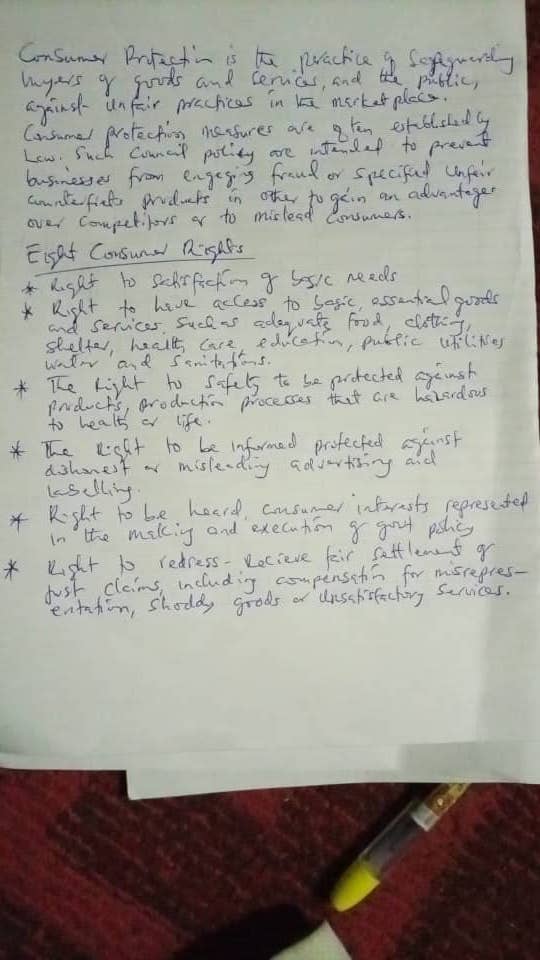 Consumer Protection is the practice of Safeguarding
buyers of goods and services, and the public,
against unfair practices in the market place.
Consumer protection measures are often established by
Law. Such Council policy are intended to prevent
businesses from engaging fraud or specified unfair
counterfiets products in other to gain an advantages
over Competitors or to mislead Consumers.
Eight Consumer Rights
* Right to satisfaction of basic needs
* Right to have access to basic, essential goods
and services, such as adequate food, clothing,
shelter, health care, education, public utilities
water and Sanitations.
* The Right to safety to be protected against
products, production processes that are hazardous
to health or life.
* The Right to be informed protected against
dishonest or misleading advertising and
labelling.
* Right to be heard, consumer interests represented
in the making and execution of govt policy
* Right to redress - Recieve fair settlement of
just claims, including compensation for misrepres-
entation, shoddy goods or unsatisfactory services.